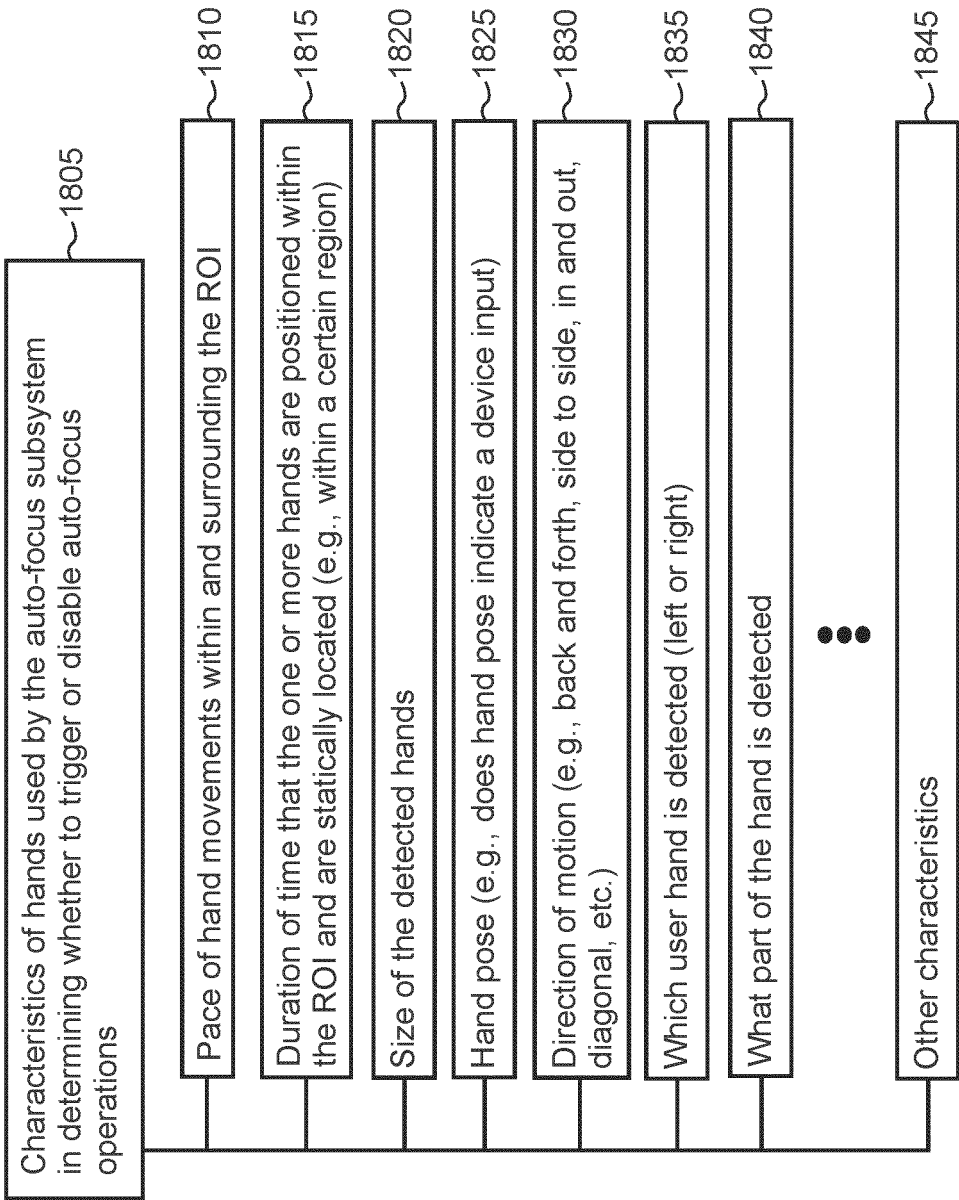 Characteristics of hands used by the auto-focus subsystem
in determining whether to trigger or disable auto-focus
operations
1805
Pace of hand movements within and surrounding the ROI
1810
Duration of time that the one or more hands are positioned within
the ROI and are statically located (e.g., within a certain region)
1815
Size of the detected hands
1820
Hand pose (e.g., does hand pose indicate a device input)
1825
Direction of motion (e.g., back and forth, side to side, in and out,
diagonal, etc.)
1830
Which user hand is detected (left or right)
1835
What part of the hand is detected
1840
Other characteristics
1845